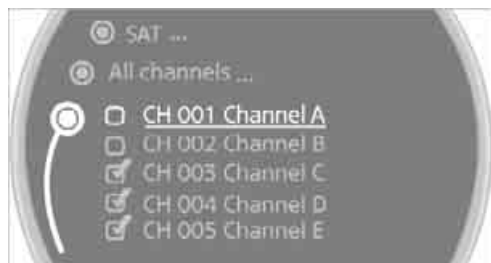 SAT ...
All channels ...
CH 001 Channel A
CH 002 Channel B
CH 003 Channel C
CH 004 Channel D
CH 005 Channel E